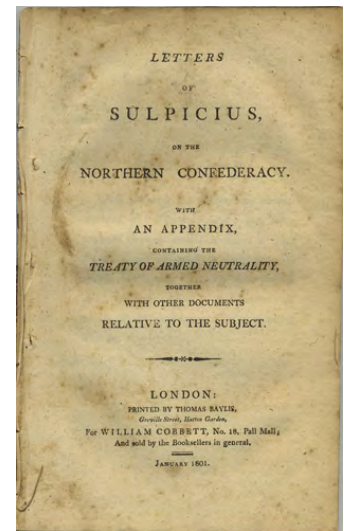 LETTERS
OF
SULPICIUS,
ON THE
NORTHERN CONFEDERACY.
WITH
AN APPENDIX,
CONTAINING THE
TREATY OF ARMED NEUTRALITY,
TOGETHER
WITH OTHER DOCUMENTS
RELATIVE TO THE SUBJECT.
LONDON:
PRINTED BY THOMAS BAYLIS,
Greville Street, Hatton Garden,
For WILLIAM COBBETT, No. 18, Pall Mall;
And sold by the Booksellers in general.
JANUARY 1801.